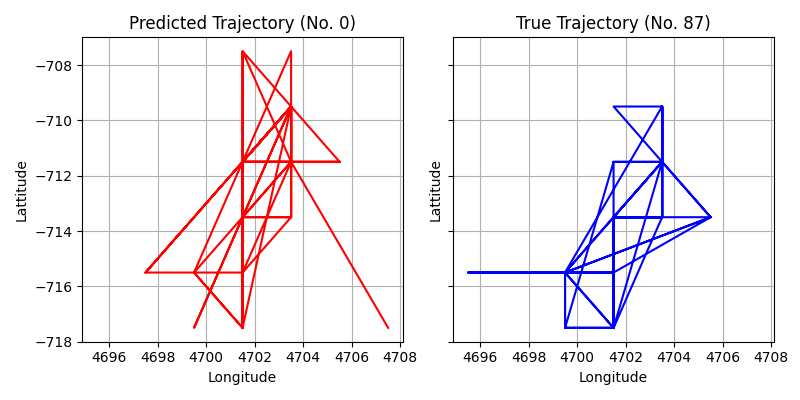 Predicted Trajectory (No. 0)
True Trajectory (No. 87)
Lattitude
−708
−710
−712
−714
−716
−718
4696 4698 4700 4702 4704 4706 4708
Longitude
Lattitude
4696 4698 4700 4702 4704 4706 4708
Longitude